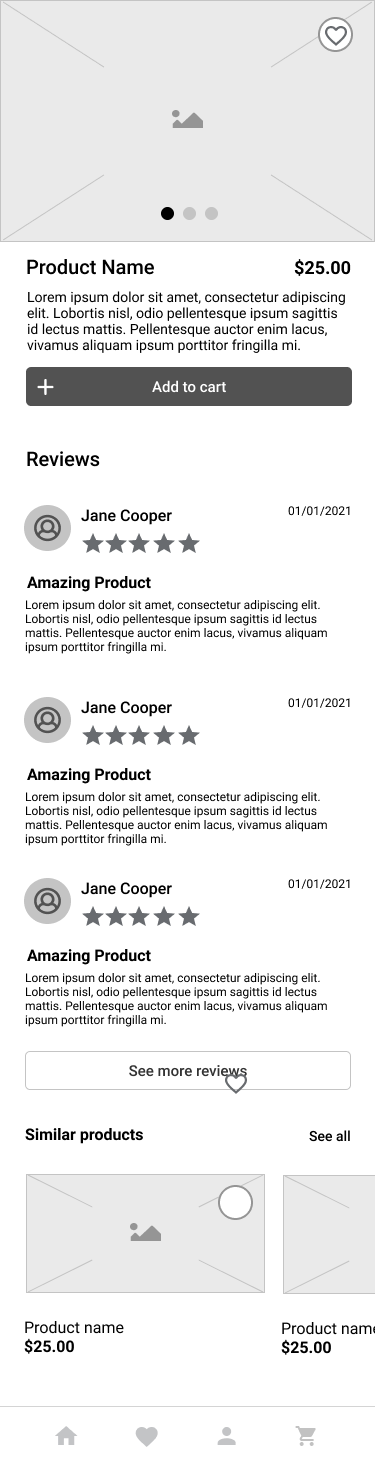 Product Name
$25.00
Lorem ipsum dolor sit amet, consectetur adipiscing
elit. Lobortis nisl, odio pellentesque ipsum sagittis
id lectus mattis. Pellentesque auctor enim lacus,
vivamus aliquam ipsum porttitor fringilla mi.
Add to cart
Reviews
Jane Cooper
01/01/2021
Amazing Product
Lorem ipsum dolor sit amet, consectetur adipiscing elit.
Lobortis nisl, odio pellentesque ipsum sagittis id lectus
mattis. Pellentesque auctor enim lacus, vivamus aliquam
ipsum porttitor fringilla mi.
Jane Cooper
01/01/2021
Amazing Product
Lorem ipsum dolor sit amet, consectetur adipiscing elit.
Lobortis nisl, odio pellentesque ipsum sagittis id lectus
mattis. Pellentesque auctor enim lacus, vivamus aliquam
ipsum porttitor fringilla mi.
Jane Cooper
01/01/2021
Amazing Product
Lorem ipsum dolor sit amet, consectetur adipiscing elit.
Lobortis nisl, odio pellentesque ipsum sagittis id lectus
mattis. Pellentesque auctor enim lacus, vivamus aliquam
ipsum porttitor fringilla mi.
See more reviews
Similar products
See all
Product name
$25.00
Product name
$25.00